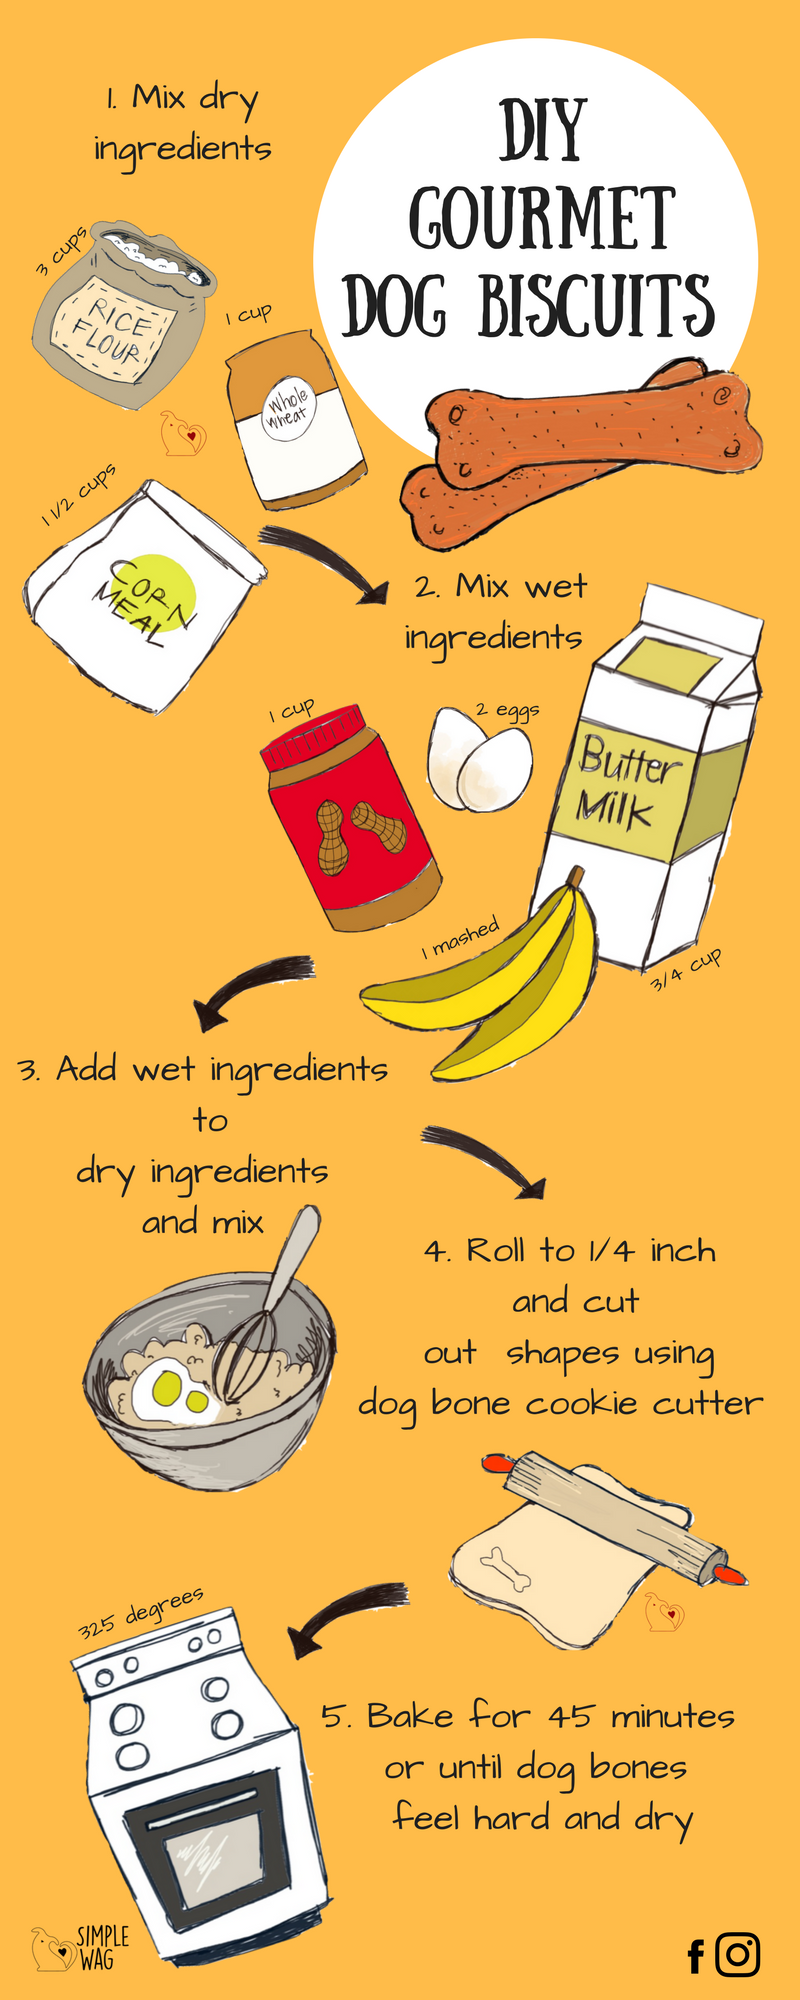 DIY
GOURMET
DOG BISCUITS
1. Mix dry
ingredients
3 cups
RICE
FLOUR
1 cup
Whole
Wheat
1 1/2 cups
CORN
MEAL
2. Mix wet
ingredients
1 cup
2 eggs
Butter
Milk
1 mashed
3/4 cup
3. Add wet ingredients
to
dry ingredients
and mix
4. Roll to 1/4 inch
and cut
out shapes using
dog bone cookie cutter
325 degrees
5. Bake for 45 minutes
or until dog bones
feel hard and dry
SIMPLE
WAG
f